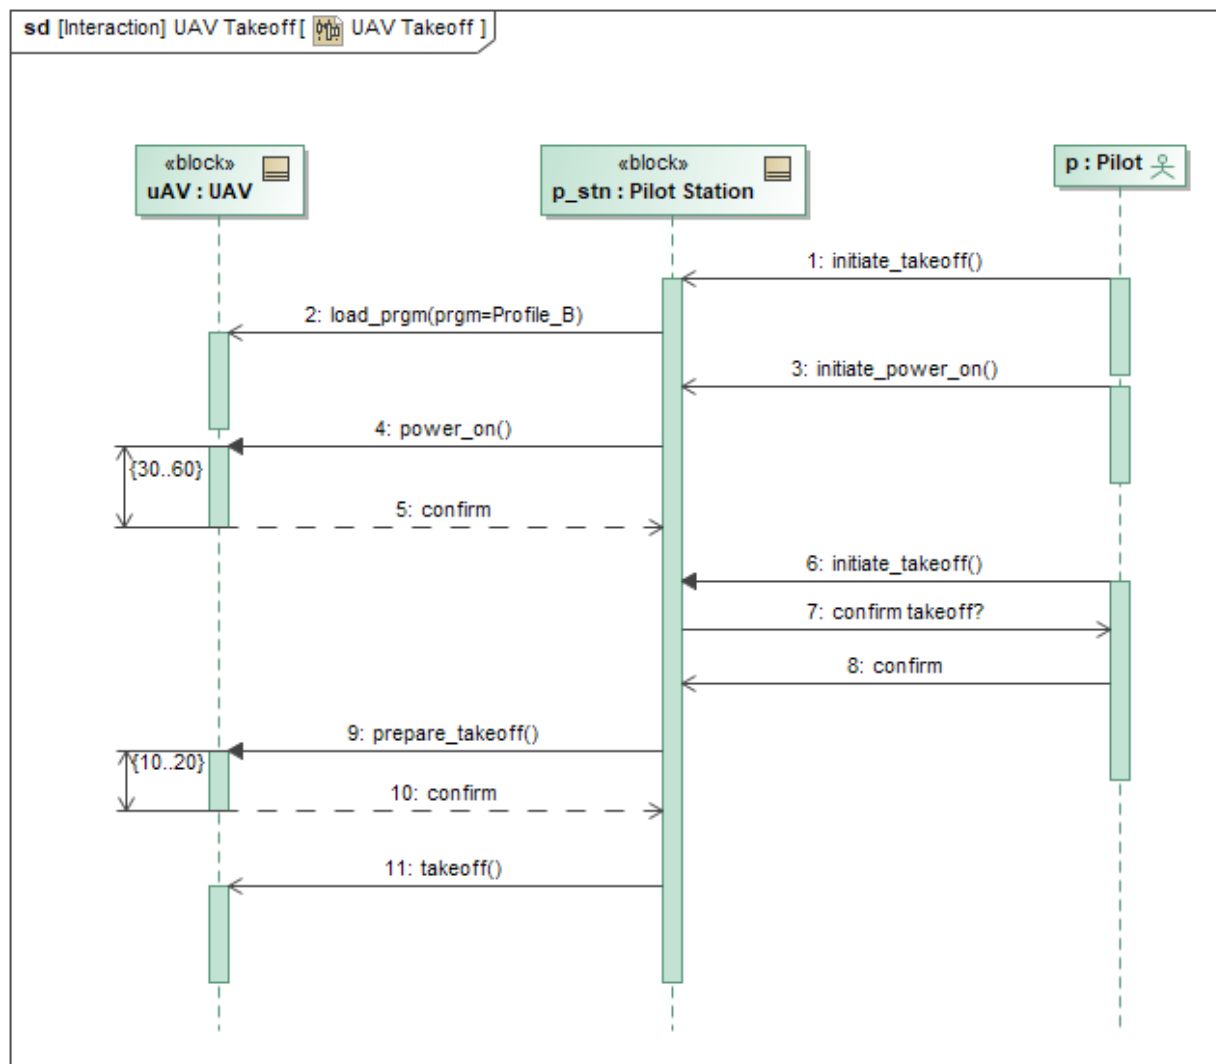 sd [Interaction] UAV Takeoff [ UAV Takeoff ]
«block»
uAV : UAV
«block»
p_stn : Pilot Station
p : Pilot
1: initiate_takeoff()
2: load_prgm(prgm=Profile_B)
3: initiate_power_on()
4: power_on()
{30..60}
5: confirm
6: initiate_takeoff()
7: confirm takeoff?
8: confirm
9: prepare_takeoff()
{10..20}
10: confirm
11: takeoff()